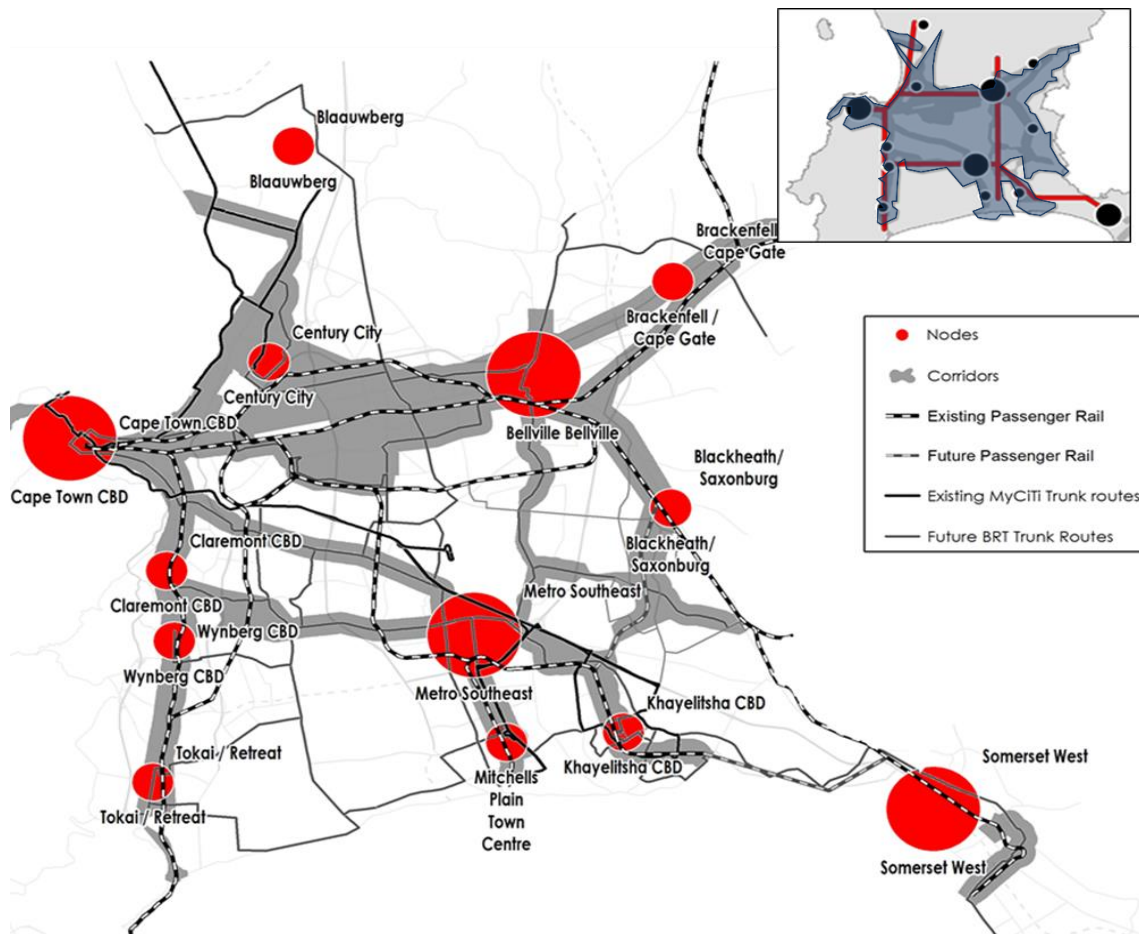 Blaauwberg
Blaauwberg
Brackenfell /
Cape Gate
Brackenfell /
Cape Gate
Century City
Century City
Cape Town CBD
Cape Town CBD
Bellville Bellville
Blackheath/
Saxonburg
Blackheath/
Saxonburg
Claremont CBD
Claremont CBD
Metro Southeast
Metro Southeast
Wynberg CBD
Wynberg CBD
Khayelitsha CBD
Khayelitsha CBD
Tokai / Retreat
Tokai / Retreat
Mitchells
Plain
Town
Centre
Somerset West
Somerset West
Nodes
Corridors
Existing Passenger Rail
Future Passenger Rail
Existing MyCiTi Trunk routes
Future BRT Trunk Routes